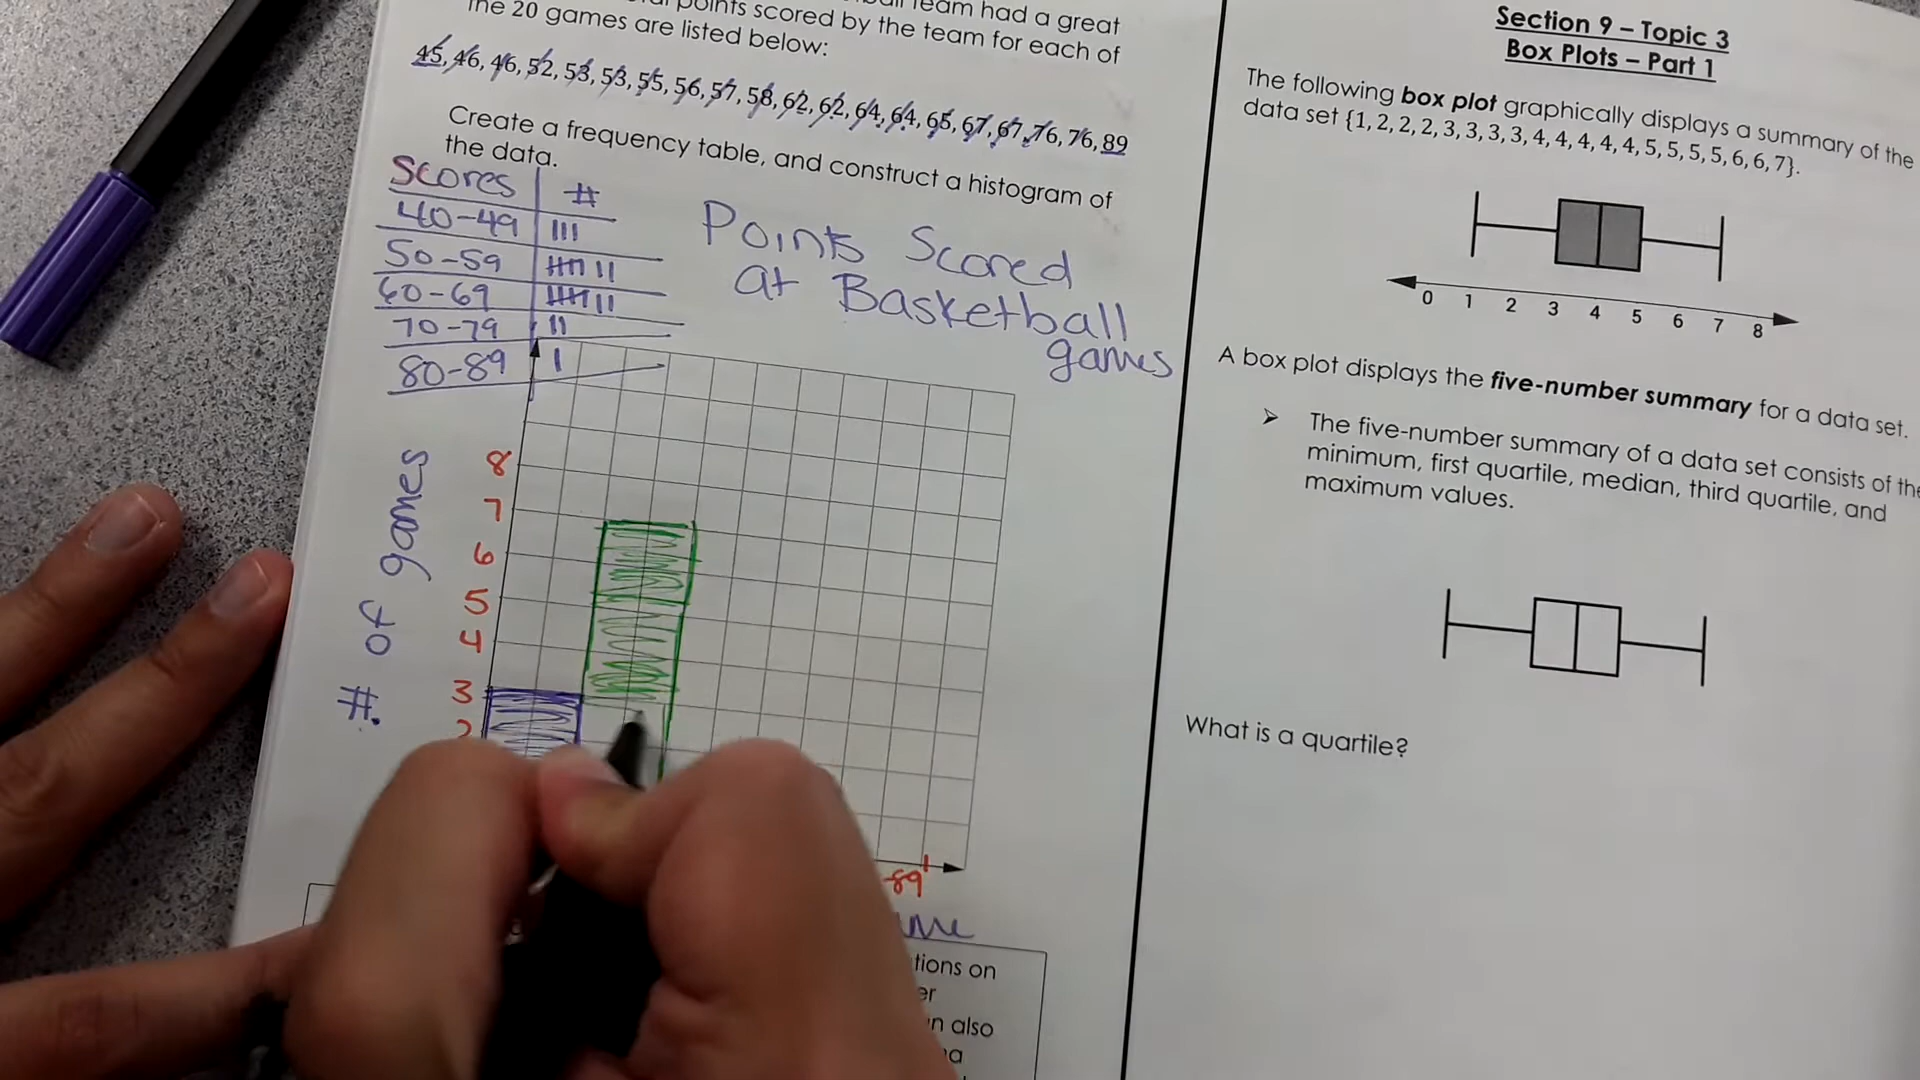 team had a great
points scored by the team for each of
the 20 games are listed below:
45, 46, 46, 52, 53, 53, 55, 56, 57, 58, 62, 62, 64, 64, 65, 67, 67, 76, 76, 89
Create a frequency table, and construct a histogram of
the data.
Scores #
40-49
50-59
60-69
70-79
80-89
Points Scored
at Basketball
games
# of games
8
7
6
5
4
3
2
89
tions on
n also
Section 9 – Topic 3
Box Plots – Part 1
The following box plot graphically displays a summary of the
data set {1, 2, 2, 2, 3, 3, 3, 3, 4, 4, 4, 4, 4, 5, 5, 5, 5, 6, 6, 7}.
0 1 2 3 4 5 6 7 8
A box plot displays the five-number summary for a data set.
➢ The five-number summary of a data set consists of the
minimum, first quartile, median, third quartile, and
maximum values.
What is a quartile?